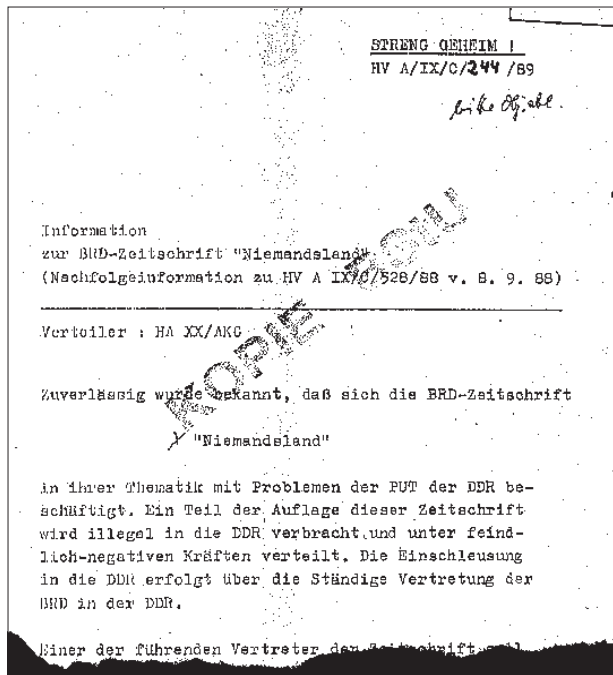 STRENG GEHEIM !
HV A/IX/C/244/89
bitte
Information
zur BRD-Zeitschrift "Niemandsland"
(Nachfolgeinformation zu HV A IX/C/528/88 v. 8. 9. 88)
Verteiler : HA XX/AKG
KOPIE BStU
Zuverlässig wurde bekannt, daß sich die BRD-Zeitschrift
"Niemandsland"
in ihrer Thematik mit Problemen der PUT der DDR be-
schäftigt. Ein Teil der Auflage dieser Zeitschrift
wird illegal in die DDR verbracht und unter feind-
lich-negativen Kräften verteilt. Die Einschleusung
in die DDR erfolgt über die Ständige Vertretung der
BRD in der DDR.
Einer der führenden Vertreter der Zeitschrift